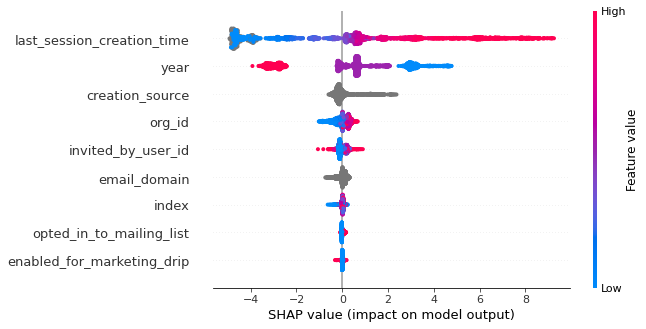 High
last_session_creation_time
year
creation_source
org_id
invited_by_user_id
email_domain
index
opted_in_to_mailing_list
enabled_for_marketing_drip
Feature value
Low
−4 −2 0 2 4 6 8
SHAP value (impact on model output)